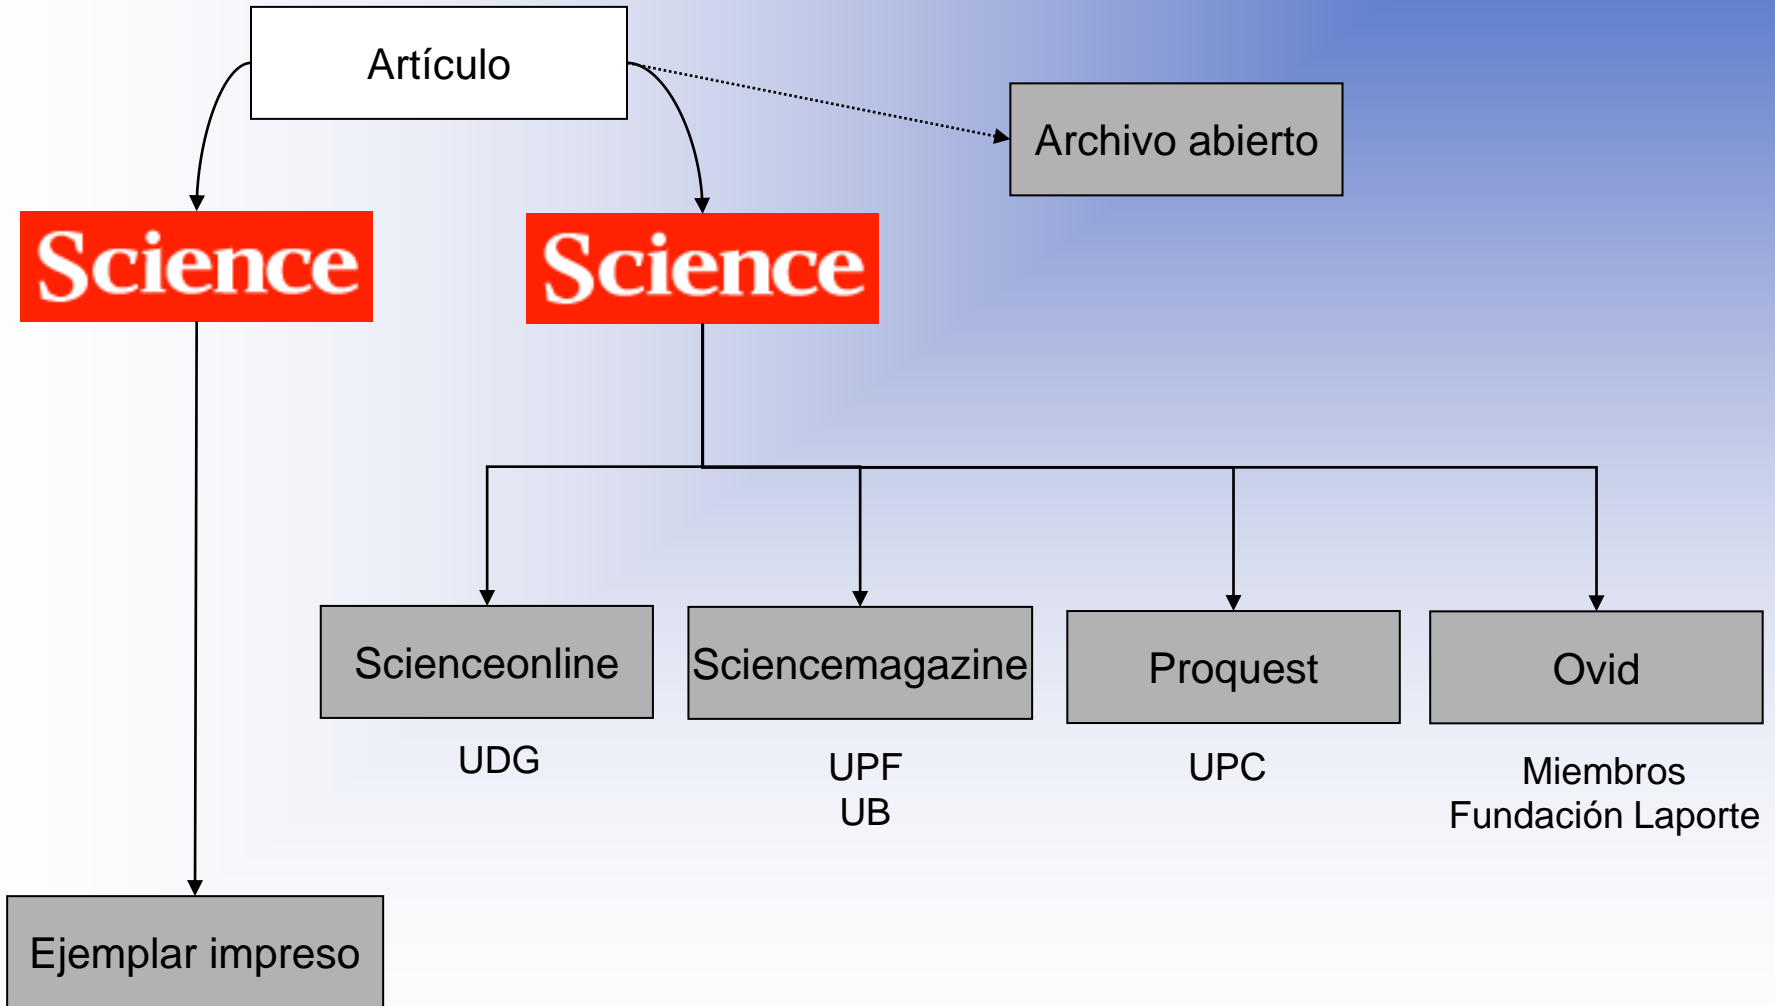 Artículo
Archivo abierto
Science
Science
Scienceonline
Sciencemagazine
Proquest
Ovid
UDG
UPF
UB
UPC
Miembros
Fundación Laporte
Ejemplar impreso